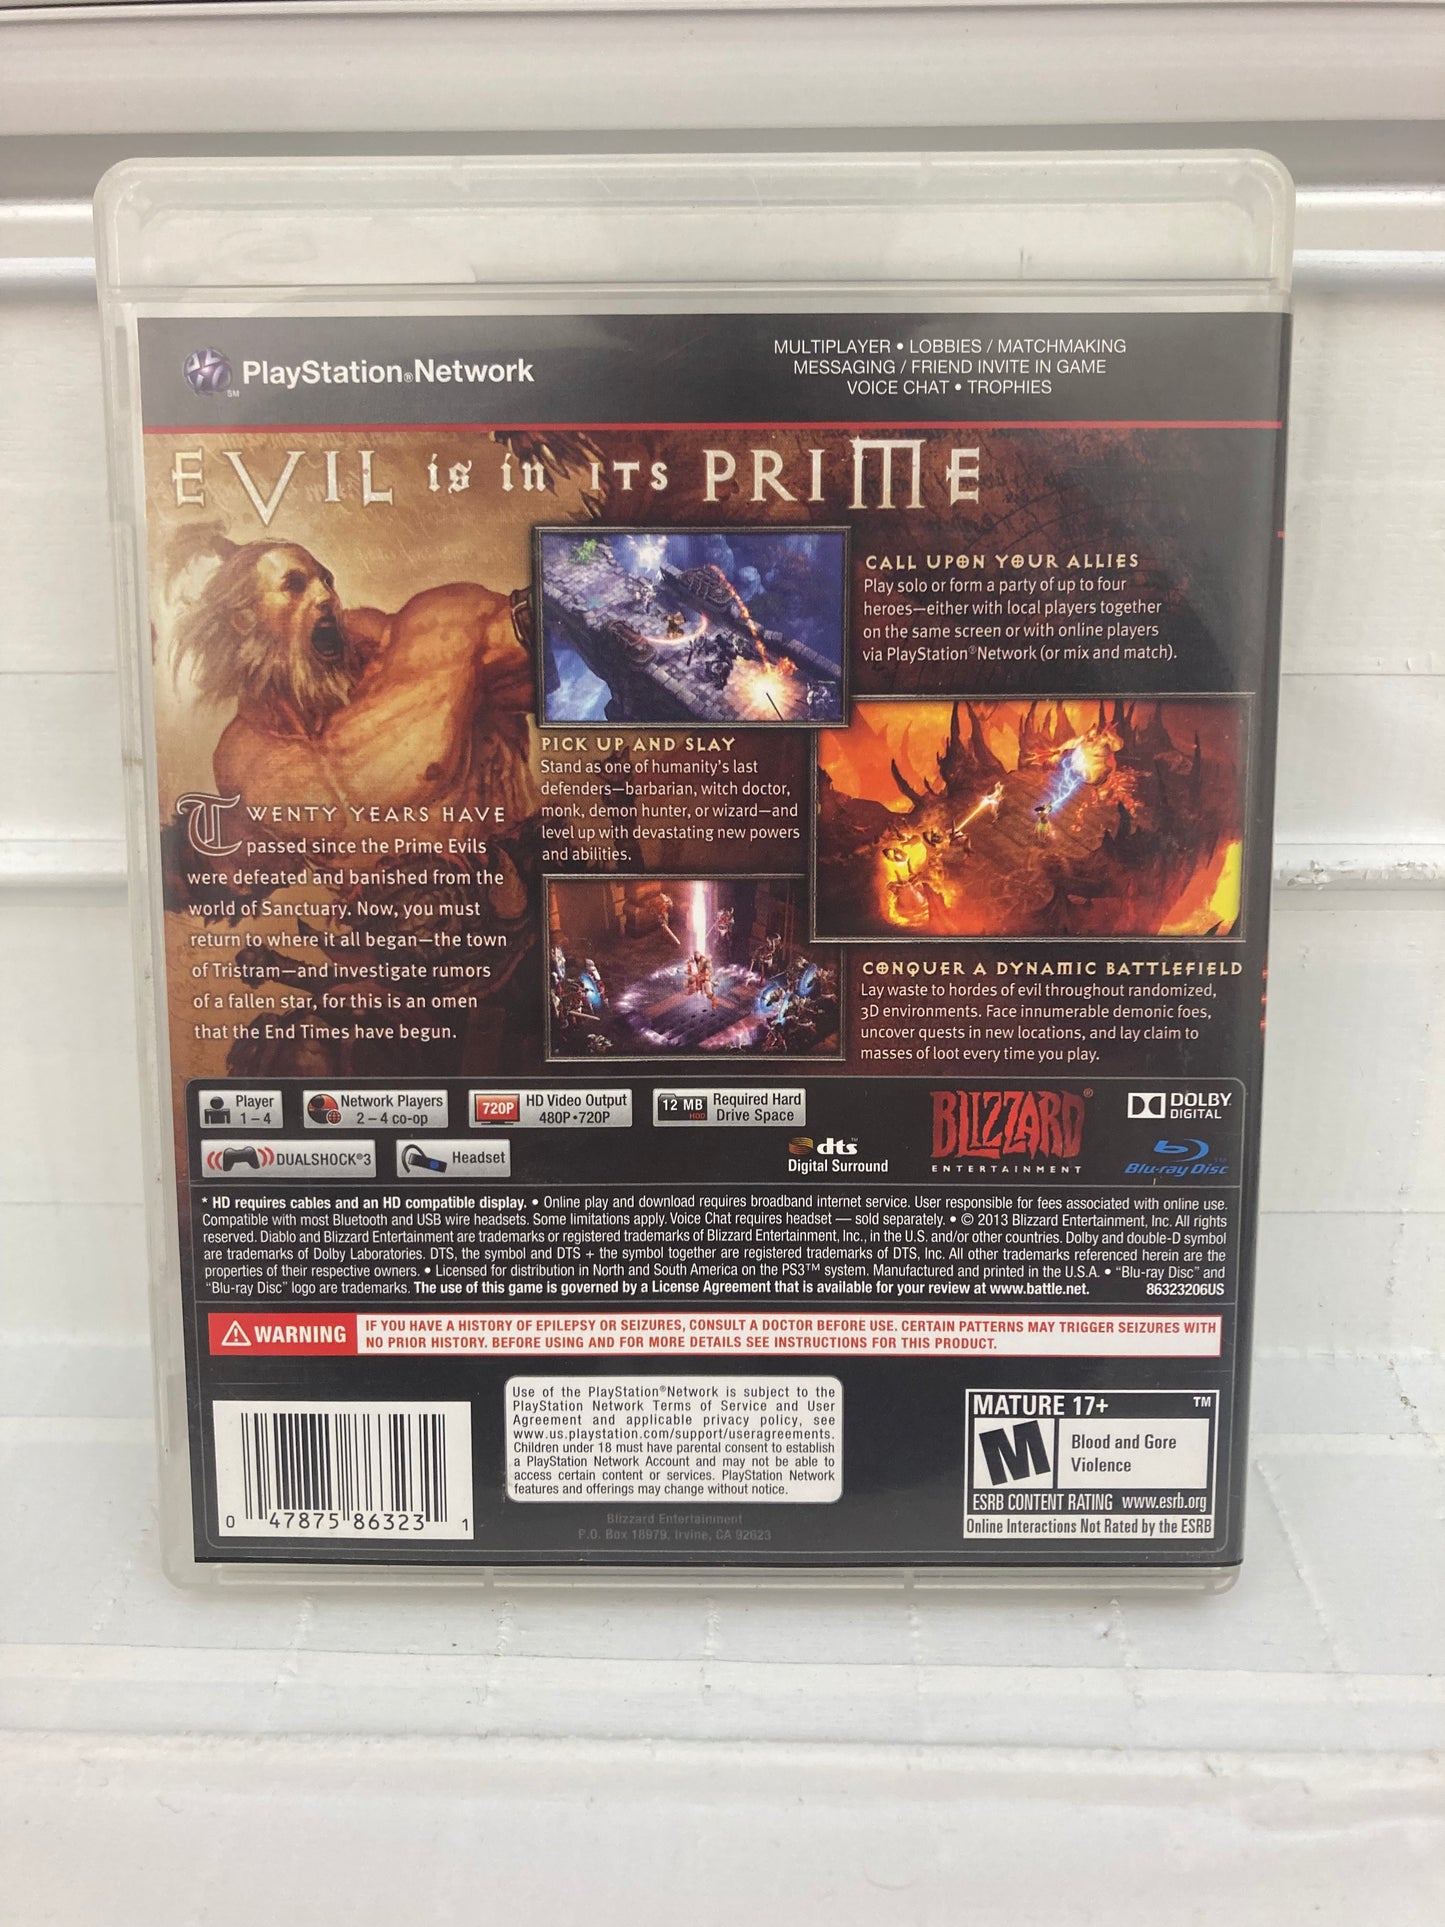 PlayStation®Network
SM
MULTIPLAYER • LOBBIES / MATCHMAKING
MESSAGING / FRIEND INVITE IN GAME
VOICE CHAT • TROPHIES
EVIL is in ITS PRIME
CALL UPON YOUR ALLIES
Play solo or form a party of up to four
heroes—either with local players together
on the same screen or with online players
via PlayStation®Network (or mix and match).
PICK UP AND SLAY
Stand as one of humanity's last
defenders—barbarian, witch doctor,
monk, demon hunter, or wizard—and
level up with devastating new powers
and abilities.
TWENTY YEARS HAVE
passed since the Prime Evils
were defeated and banished from the
world of Sanctuary. Now, you must
return to where it all began—the town
of Tristram—and investigate rumors
of a fallen star, for this is an omen
that the End Times have begun.
CONQUER A DYNAMIC BATTLEFIELD
Lay waste to hordes of evil throughout randomized,
3D environments. Face innumerable demonic foes,
uncover quests in new locations, and lay claim to
masses of loot every time you play.
Player
1 – 4
Network Players
2 – 4 co-op
720P
HD Video Output
480P•720P
12 MB
HDD
Required Hard
Drive Space
DUALSHOCK®3
Headset
dts™
Digital Surround
BLIZZARD®
ENTERTAINMENT
DOLBY
DIGITAL
Blu-ray Disc™
* HD requires cables and an HD compatible display. • Online play and download requires broadband internet service. User responsible for fees associated with online use.
Compatible with most Bluetooth and USB wire headsets. Some limitations apply. Voice Chat requires headset — sold separately. • © 2013 Blizzard Entertainment, Inc. All rights
reserved. Diablo and Blizzard Entertainment are trademarks or registered trademarks of Blizzard Entertainment, Inc., in the U.S. and/or other countries. Dolby and double-D symbol
are trademarks of Dolby Laboratories. DTS, the symbol and DTS + the symbol together are registered trademarks of DTS, Inc. All other trademarks referenced herein are the
properties of their respective owners. • Licensed for distribution in North and South America on the PS3™ system. Manufactured and printed in the U.S.A. • "Blu-ray Disc" and
"Blu-ray Disc" logo are trademarks. The use of this game is governed by a License Agreement that is available for your review at www.battle.net. 86323206US
WARNING
IF YOU HAVE A HISTORY OF EPILEPSY OR SEIZURES, CONSULT A DOCTOR BEFORE USE. CERTAIN PATTERNS MAY TRIGGER SEIZURES WITH
NO PRIOR HISTORY. BEFORE USING AND FOR MORE DETAILS SEE INSTRUCTIONS FOR THIS PRODUCT.
0 47875 86323 1
Use of the PlayStation®Network is subject to the
PlayStation Network Terms of Service and User
Agreement and applicable privacy policy, see
www.us.playstation.com/support/useragreements.
Children under 18 must have parental consent to establish
a PlayStation Network Account and may not be able to
access certain content or services. PlayStation Network
features and offerings may change without notice.
Blizzard Entertainment
P.O. Box 18979, Irvine, CA 92623
MATURE 17+ ™
M
Blood and Gore
Violence
ESRB CONTENT RATING www.esrb.org
Online Interactions Not Rated by the ESRB